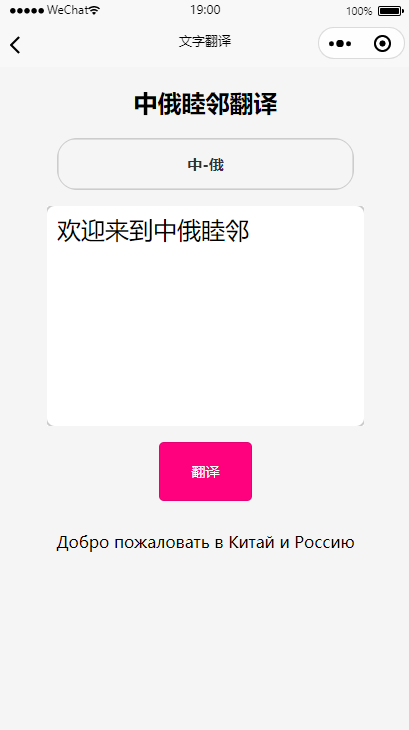 WeChat 19:00 100%
文字翻译
中俄睦邻翻译
中-俄
欢迎来到中俄睦邻
翻译
Добро пожаловать в Китай и Россию